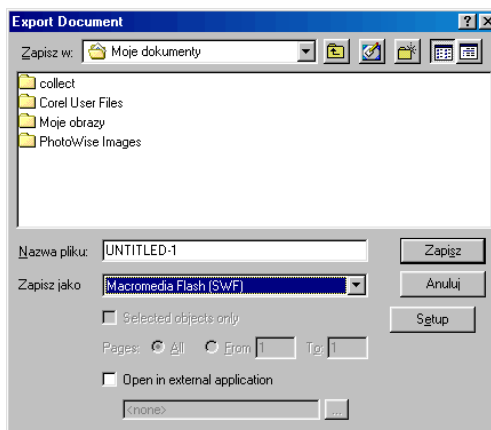 Export Document
Zapisz w: Moje dokumenty
collect
Corel User Files
Moje obrazy
PhotoWise Images
Nazwa pliku: UNTITLED-1 Zapisz
Zapisz jako Macromedia Flash (SWF) Anuluj
Selected objects only Setup
Pages: All From 1 To: 1
Open in external application
<none> ...